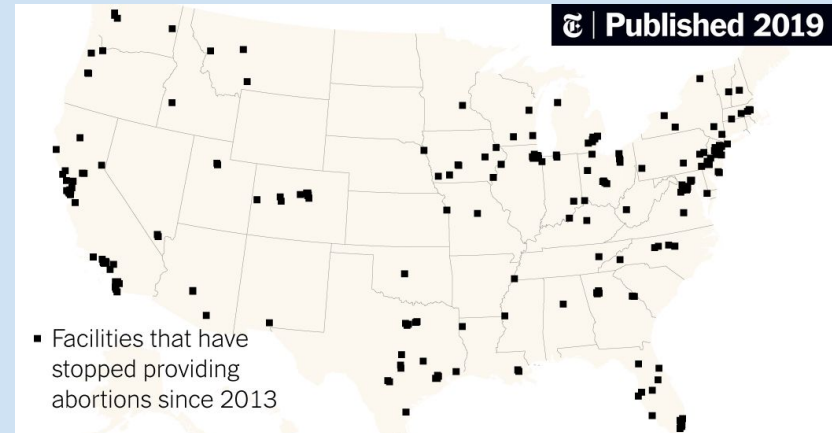 Published 2019
Facilities that have
stopped providing
abortions since 2013